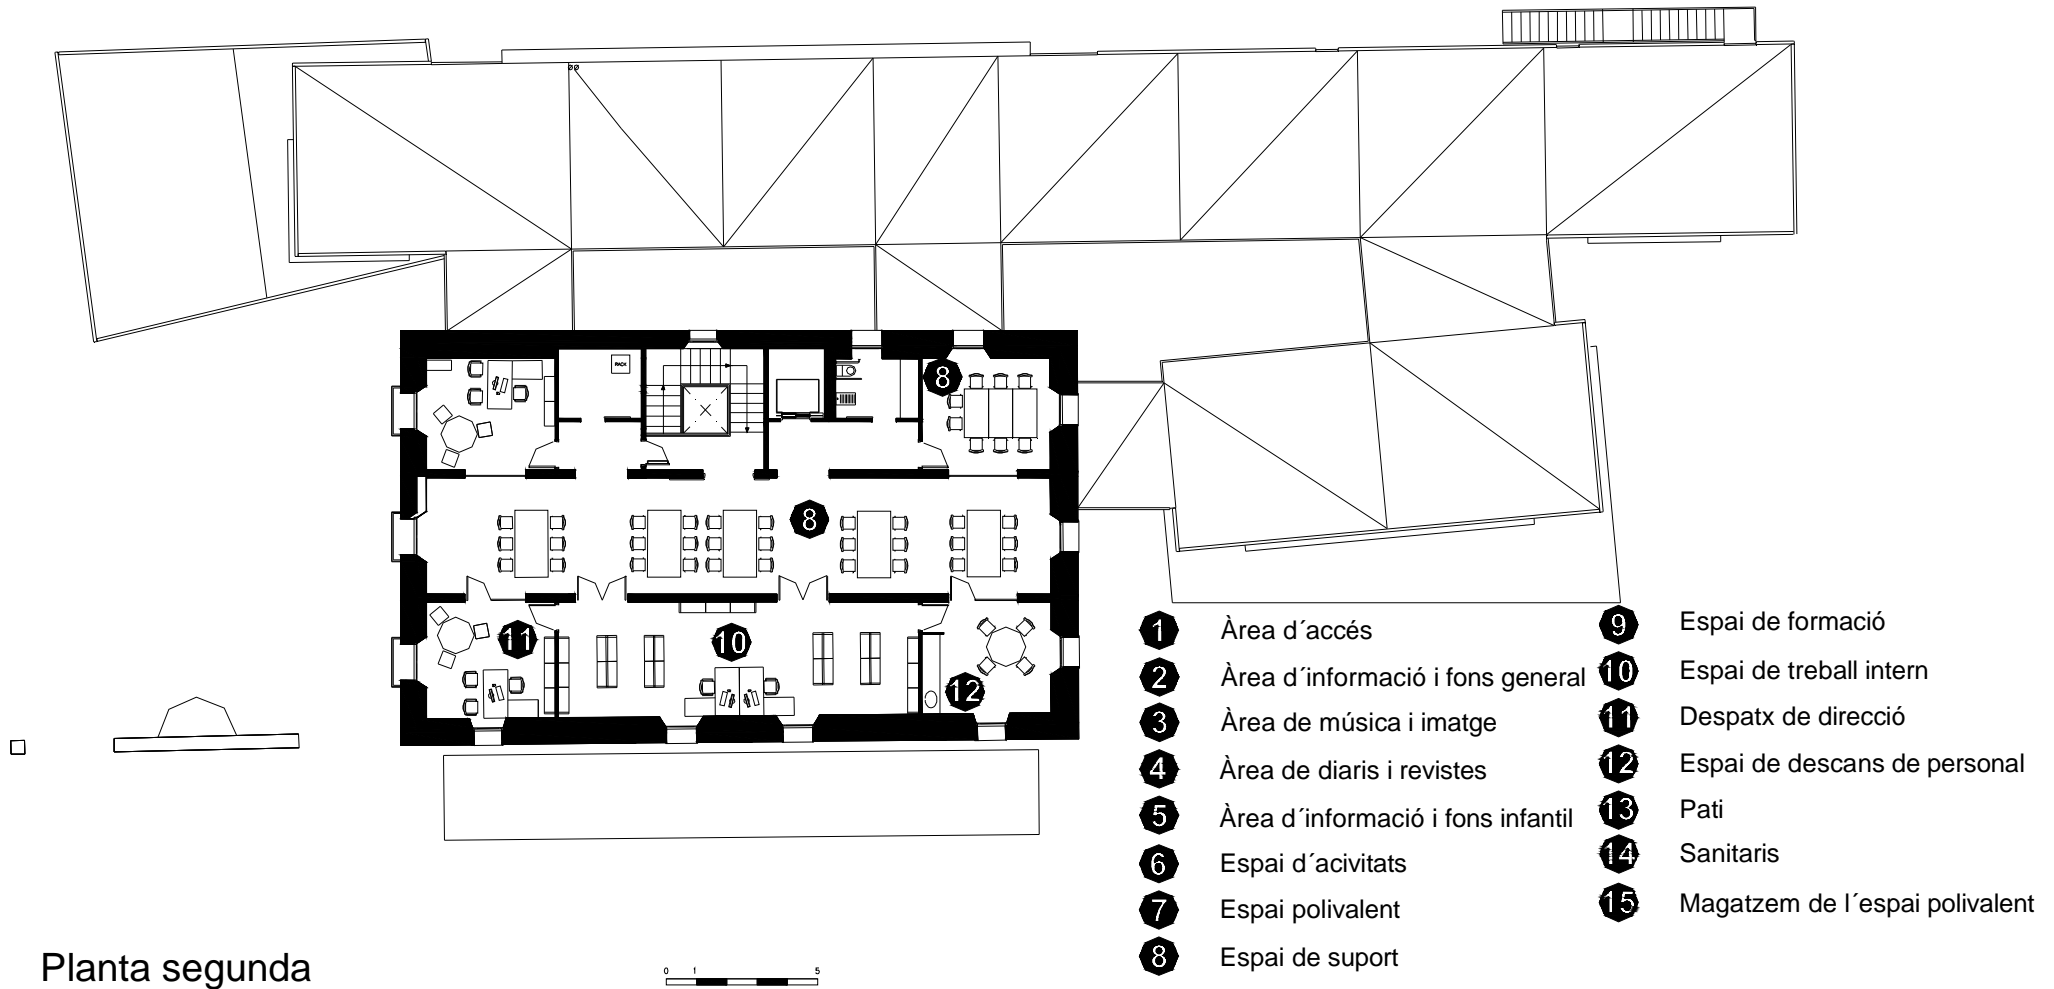 RACK
8
8
11
10
12
1 Àrea d´accés
2 Àrea d´informació i fons general
3 Àrea de música i imatge
4 Àrea de diaris i revistes
5 Àrea d´informació i fons infantil
6 Espai d´acivitats
7 Espai polivalent
8 Espai de suport
9 Espai de formació
10 Espai de treball intern
11 Despatx de direcció
12 Espai de descans de personal
13 Pati
14 Sanitaris
15 Magatzem de l´espai polivalent
Planta segunda
0 1 5